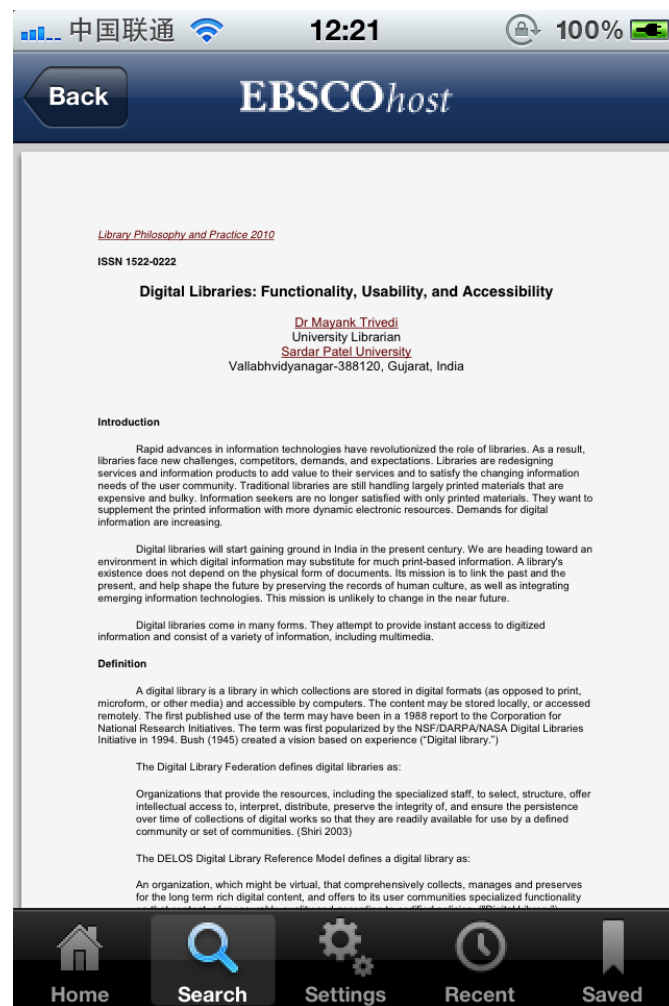 中国联通 12:21 100%
Back EBSCOhost
Library Philosophy and Practice 2010
ISSN 1522-0222
Digital Libraries: Functionality, Usability, and Accessibility
Dr Mayank Trivedi
University Librarian
Sardar Patel University
Vallabhvidyanagar-388120, Gujarat, India
Introduction
Rapid advances in information technologies have revolutionized the role of libraries. As a result,
libraries face new challenges, competitors, demands, and expectations. Libraries are redesigning
services and information products to add value to their services and to satisfy the changing information
needs of the user community. Traditional libraries are still handling largely printed materials that are
expensive and bulky. Information seekers are no longer satisfied with only printed materials. They want to
supplement the printed information with more dynamic electronic resources. Demands for digital
information are increasing.
Digital libraries will start gaining ground in India in the present century. We are heading toward an
environment in which digital information may substitute for much print-based information. A library's
existence does not depend on the physical form of documents. Its mission is to link the past and the
present, and help shape the future by preserving the records of human culture, as well as integrating
emerging information technologies. This mission is unlikely to change in the near future.
Digital libraries come in many forms. They attempt to provide instant access to digitized
information and consist of a variety of information, including multimedia.
Definition
A digital library is a library in which collections are stored in digital formats (as opposed to print,
microform, or other media) and accessible by computers. The content may be stored locally, or accessed
remotely. The first published use of the term may have been in a 1988 report to the Corporation for
National Research Initiatives. The term was first popularized by the NSF/DARPA/NASA Digital Libraries
Initiative in 1994. Bush (1945) created a vision based on experience ("Digital library.")
The Digital Library Federation defines digital libraries as:
Organizations that provide the resources, including the specialized staff, to select, structure, offer
intellectual access to, interpret, distribute, preserve the integrity of, and ensure the persistence
over time of collections of digital works so that they are readily available for use by a defined
community or set of communities. (Shiri 2003)
The DELOS Digital Library Reference Model defines a digital library as:
An organization, which might be virtual, that comprehensively collects, manages and preserves
for the long term rich digital content, and offers to its user communities specialized functionality
Home Search Settings Recent Saved